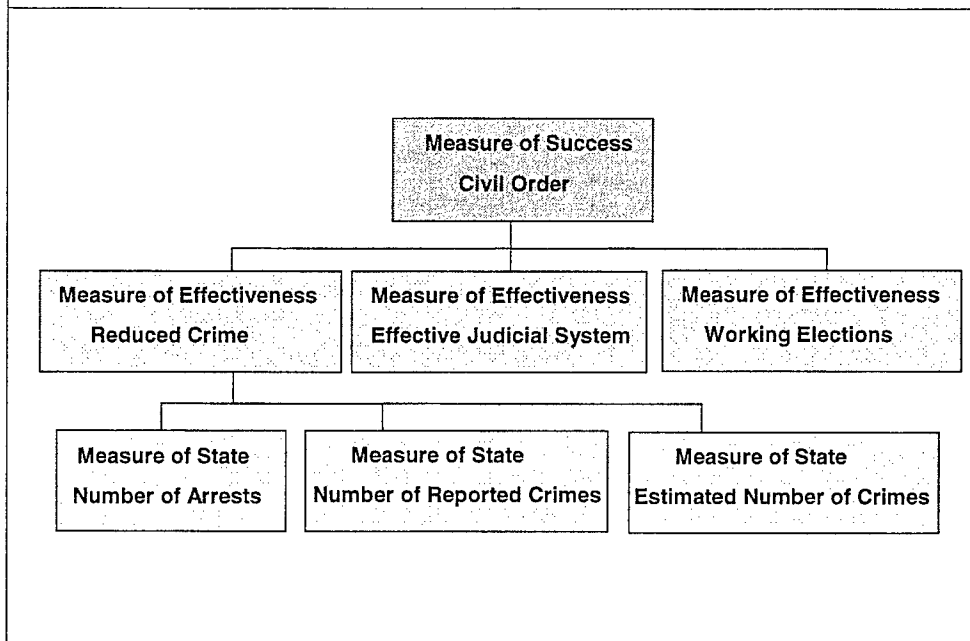 Measure of Success
Civil Order
Measure of Effectiveness
Reduced Crime
Measure of Effectiveness
Effective Judicial System
Measure of Effectiveness
Working Elections
Measure of State
Number of Arrests
Measure of State
Number of Reported Crimes
Measure of State
Estimated Number of Crimes